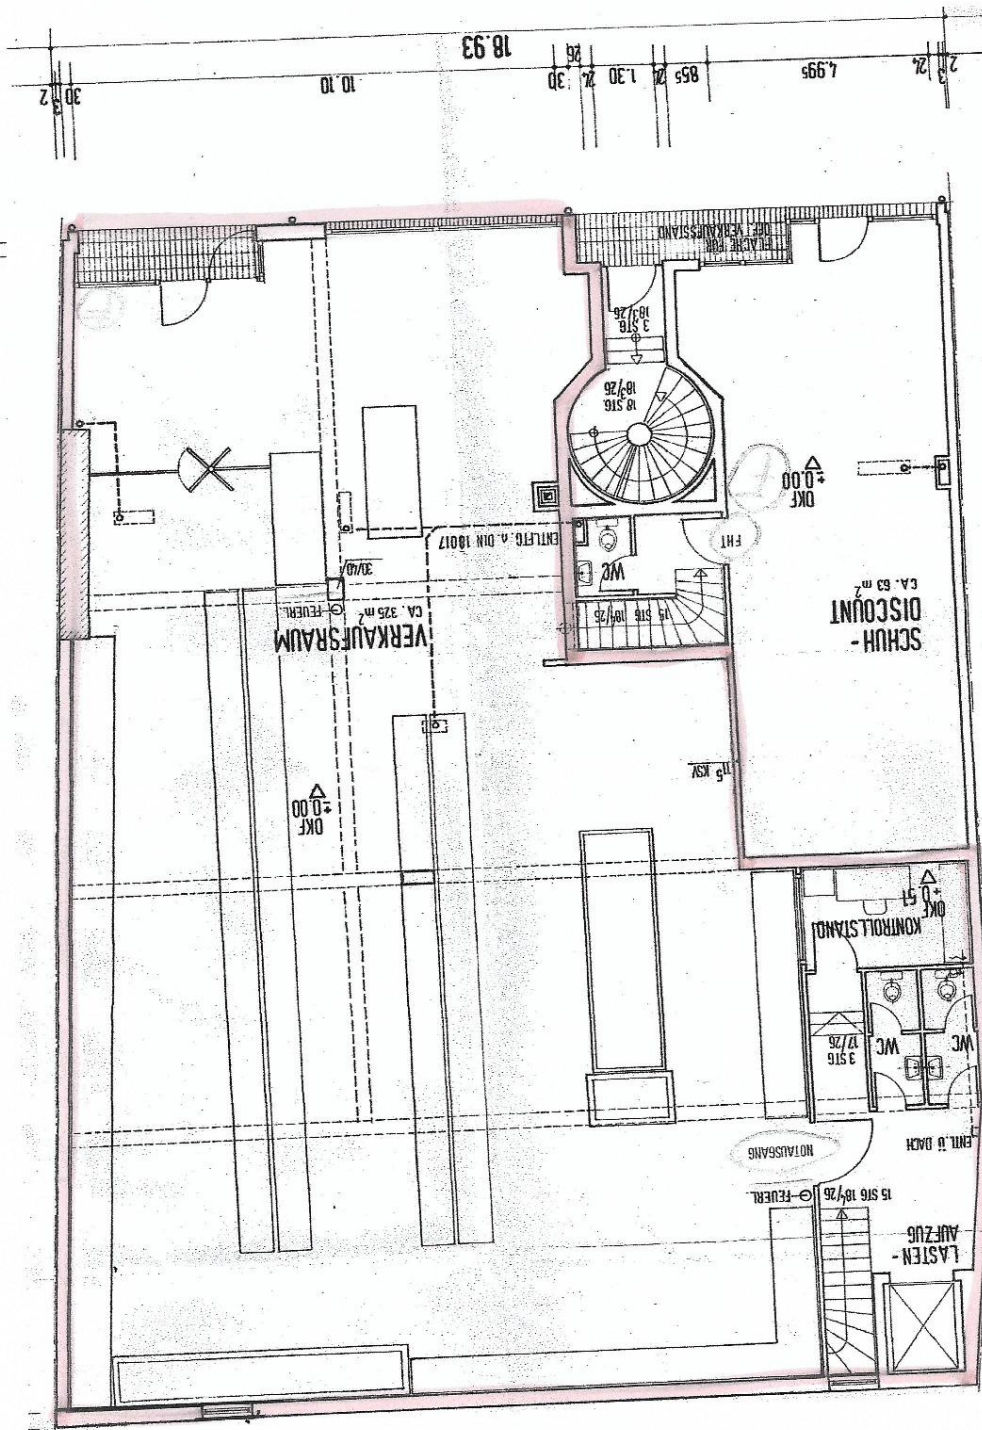 LASTEN-
AUFZUG
15 STG 18⁴/26
FEUERL.
NOTAUSGANG
ENTL. Ü DACH
WC
WC
3 STG
17/26
KONTROLLSTAND
OKF
+0.51
OKF
±0.00
11⁵ KSV
SCHUH-
DISCOUNT
CA. 63 m²
VERKAUFSRAUM
CA. 325 m²
FEUERL.
30/40
15 STG 18⁴/26
WC
FHT
ENTLFTG. n. DIN 18017
OKF
±0.00
18 STG.
18³/26
3 STG
18³/26
FLÄCHE FÜR
DEF. VERKAUFSSTAND
2 3 24 4.995 855 24 1.30 24 26 30 10.10 30 3 2
18.93